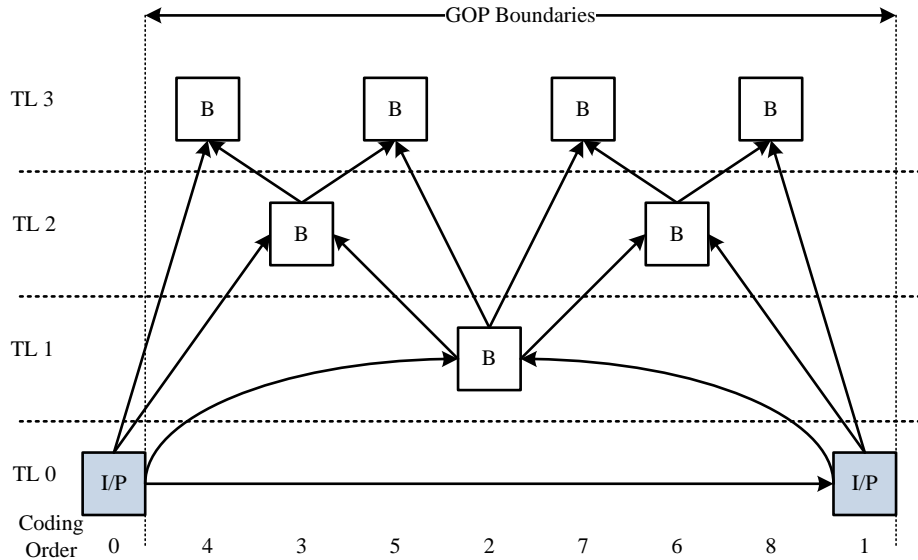 GOP Boundaries
TL 3
B B B B
TL 2
B B
TL 1
B
TL 0
I/P I/P
Coding
Order
0 4 3 5 2 7 6 8 1